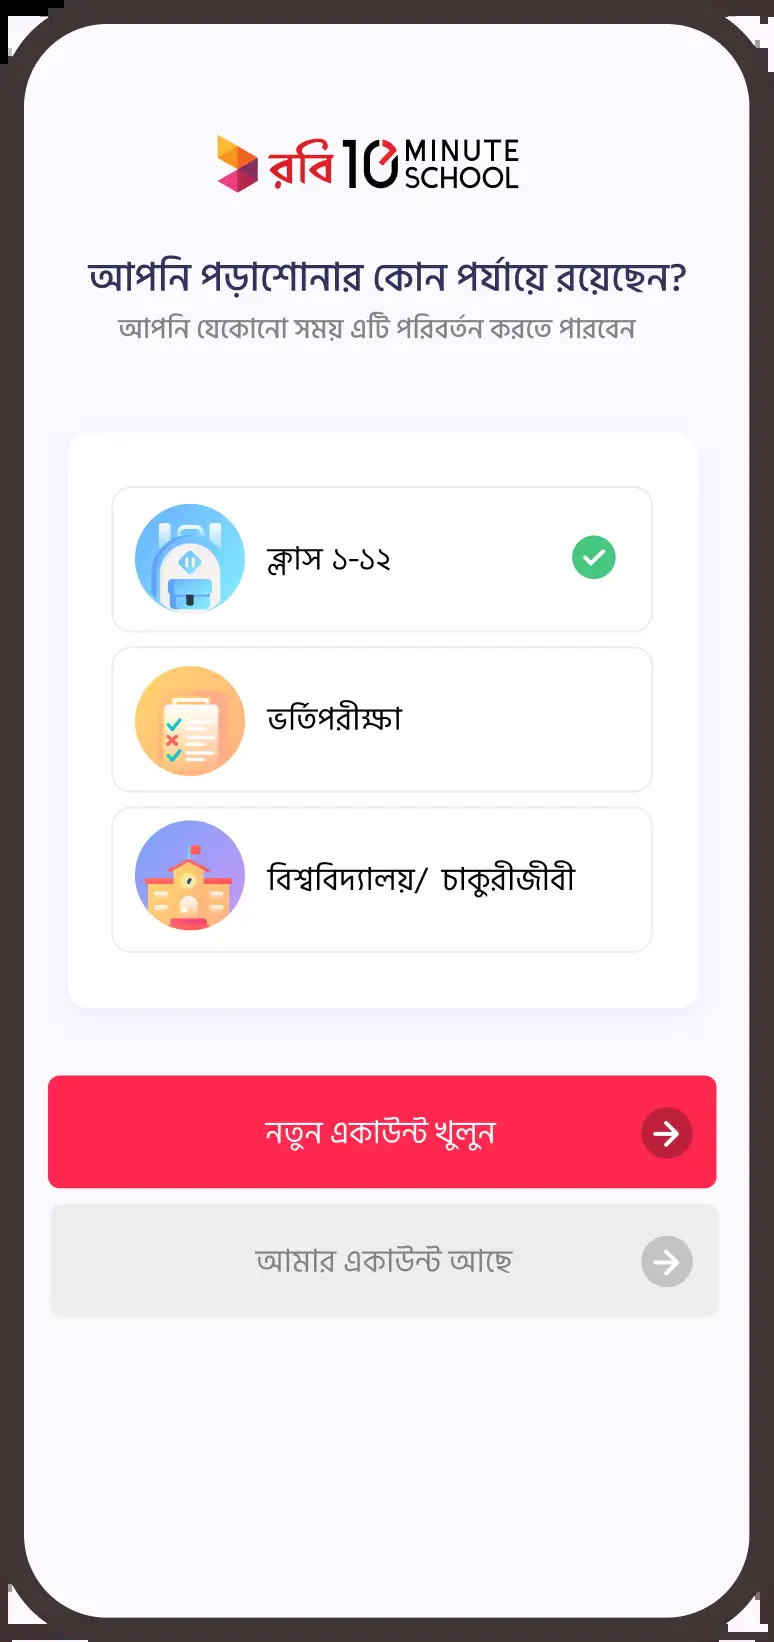 রবি 10 MINUTE SCHOOL
আপনি পড়াশোনার কোন পর্যায়ে রয়েছেন?
আপনি যেকোনো সময় এটি পরিবর্তন করতে পারবেন
ক্লাস ১-১২
ভর্তিপরীক্ষা
বিশ্ববিদ্যালয়/ চাকুরীজীবী
নতুন একাউন্ট খুলুন
আমার একাউন্ট আছে